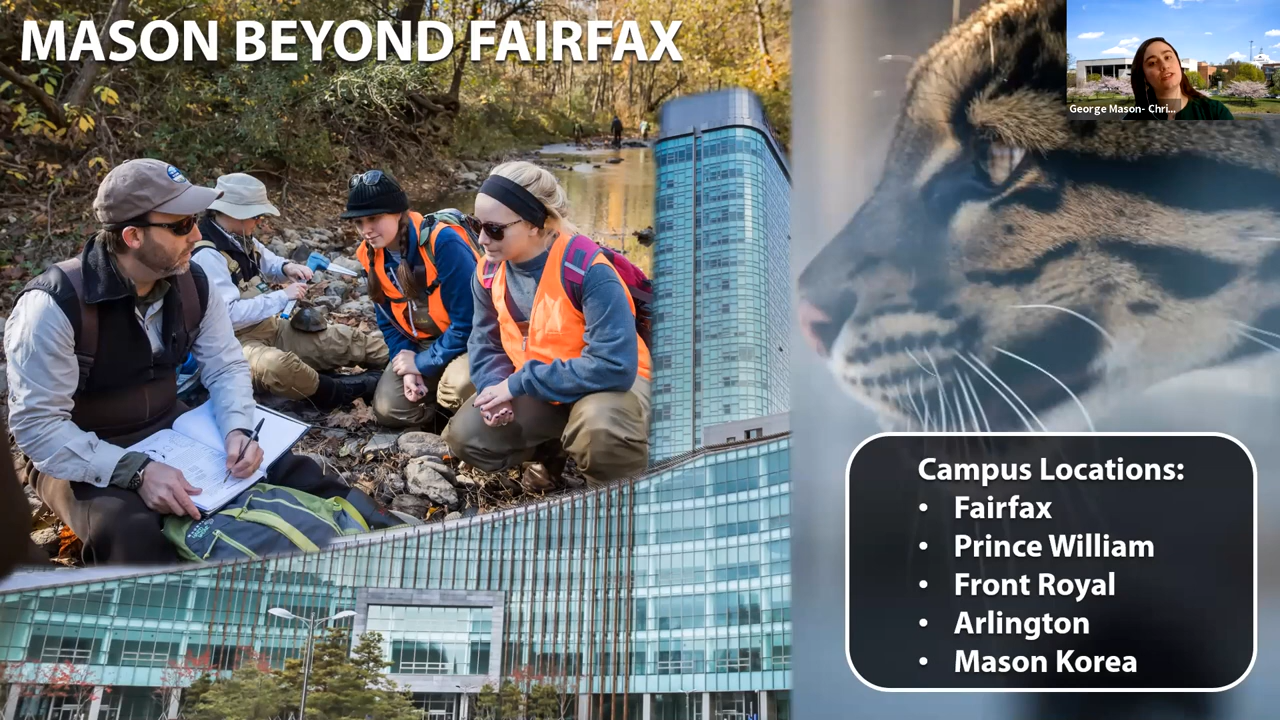 MASON BEYOND FAIRFAX
George Mason- Chri...
Campus Locations:
• Fairfax
• Prince William
• Front Royal
• Arlington
• Mason Korea